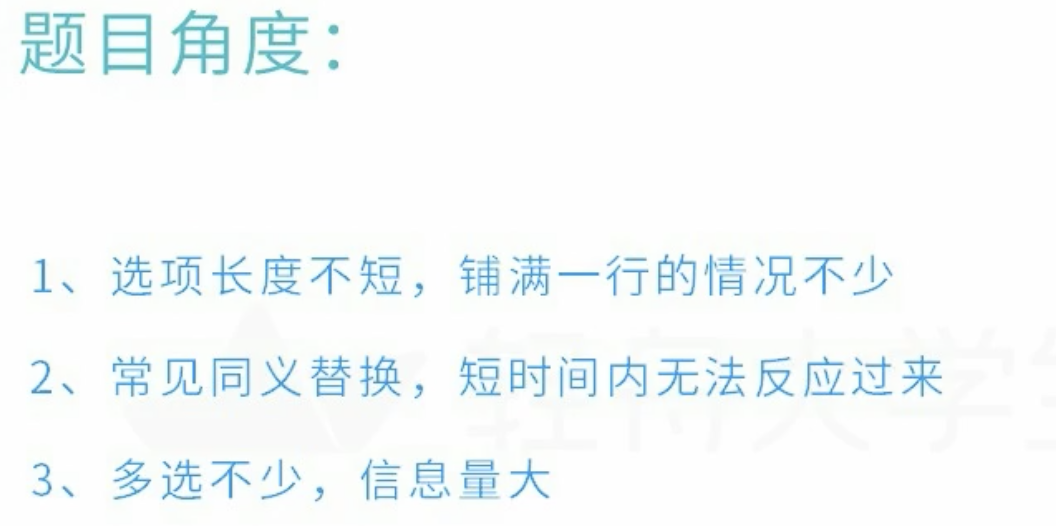 题目角度：
1、选项长度不短，铺满一行的情况不少
2、常见同义替换，短时间内无法反应过来
3、多选不少，信息量大